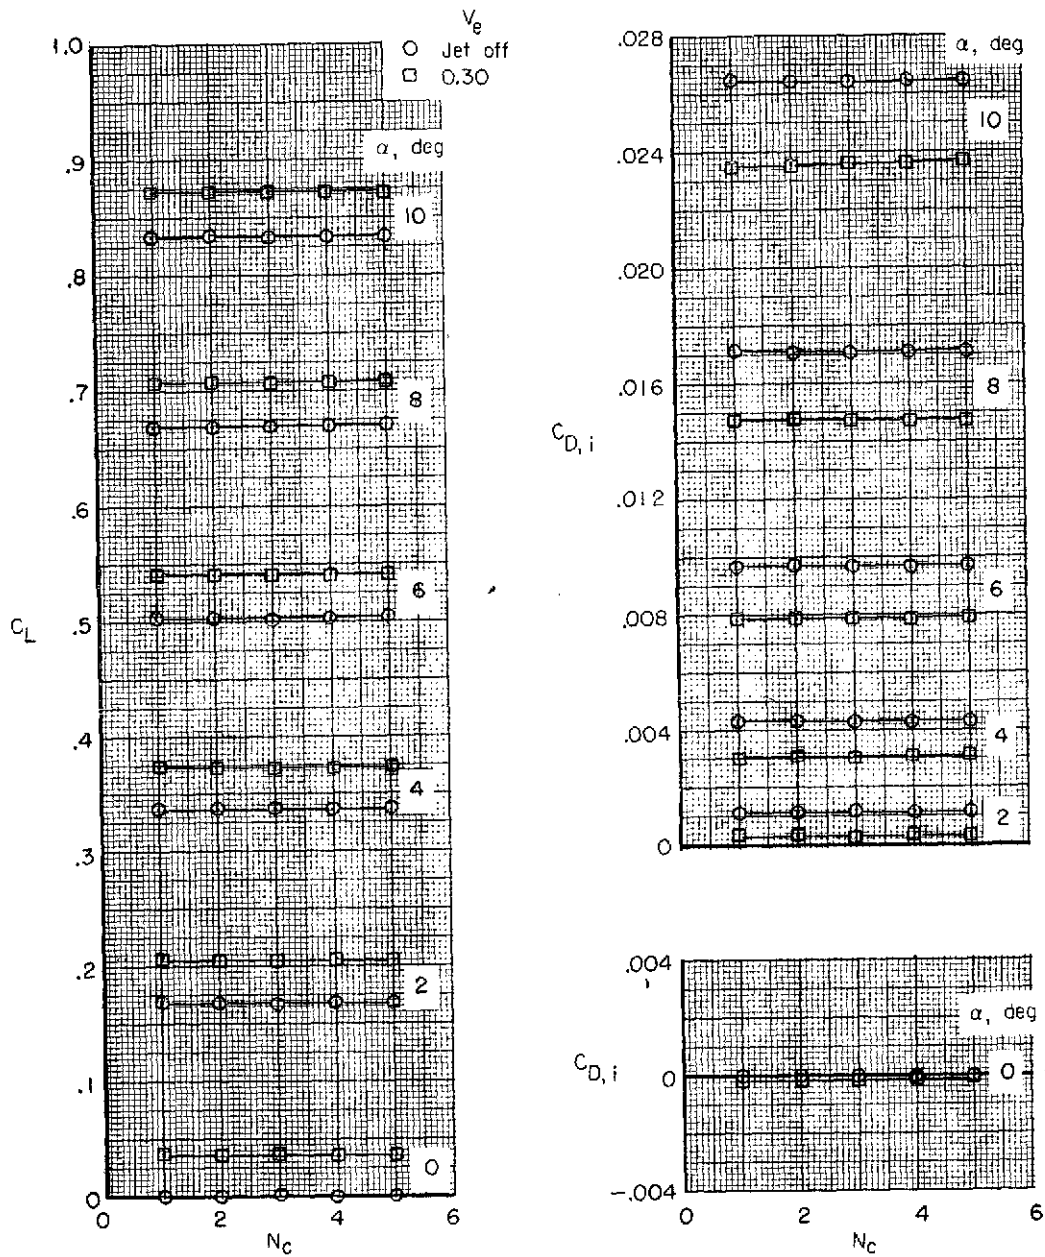 V_e
Jet off
0.30
1.0
.9
.8
.7
.6
.5
.4
.3
.2
.1
0
C_L
α, deg
10
8
6
4
2
0
0 2 4 6
N_c
.028
.024
.020
.016
.012
.008
.004
0
C_D,i
α, deg
10
8
6
4
2
.004
0
-.004
C_D,i
α, deg
0
0 2 4 6
N_c